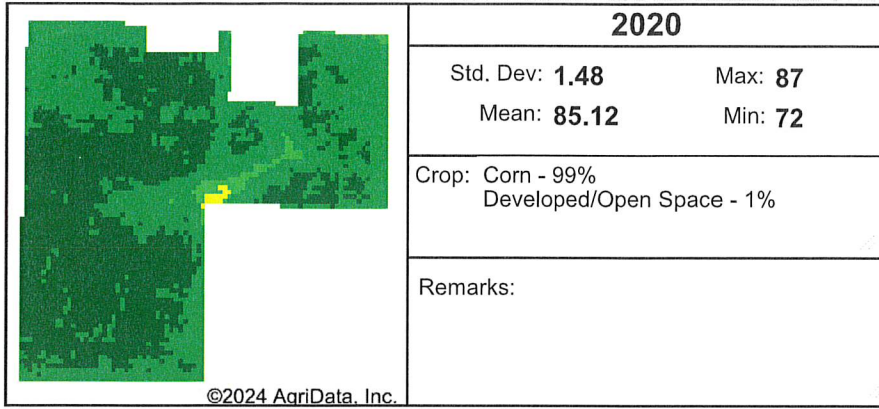 2020
Std. Dev: 1.48 Max: 87
Mean: 85.12 Min: 72
Crop: Corn - 99%
Developed/Open Space - 1%
Remarks:
©2024 AgriData, Inc.